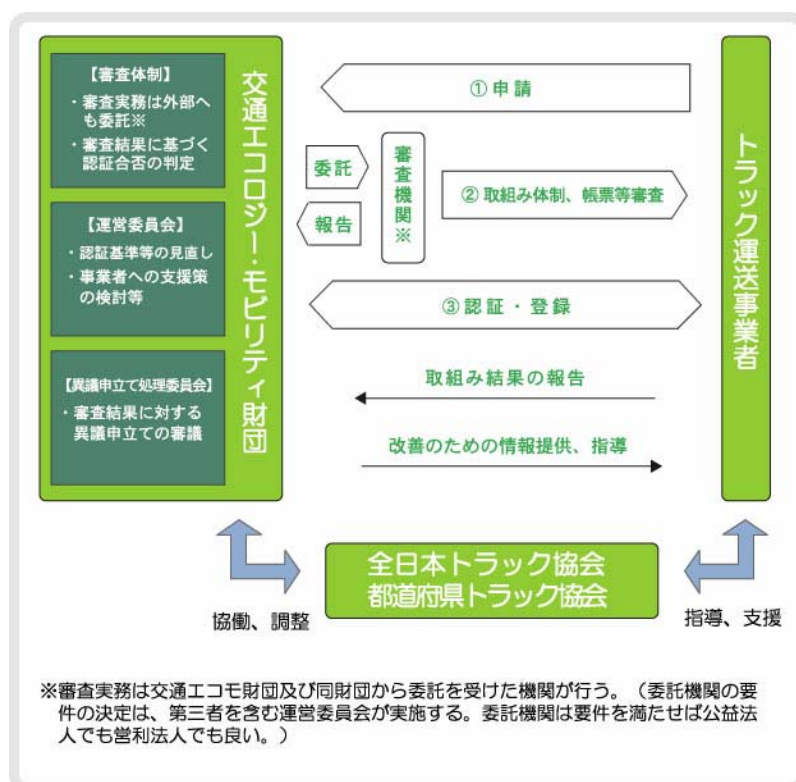 【審査体制】
・審査実務は外部へ
も委託※
・審査結果に基づく
認証合否の判定
【運営委員会】
・認証基準等の見直し
・事業者への支援策
の検討等
【異議申立て処理委員会】
・審査結果に対する
異議申立ての審議
交通エコロジー・モビリティ財団
①申請
委託
報告
審査機関※
②取組み体制、帳票等審査
③認証・登録
取組み結果の報告
改善のための情報提供、指導
トラック運送事業者
全日本トラック協会
都道府県トラック協会
協働、調整
指導、支援
※審査実務は交通エコモ財団及び同財団から委託を受けた機関が行う。（委託機関の要
件の決定は、第三者を含む運営委員会が実施する。委託機関は要件を満たせば公益法
人でも営利法人でも良い。）